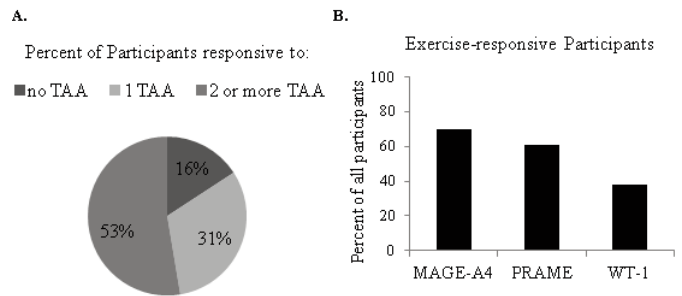 A.
Percent of Participants responsive to:
no TAA 1 TAA 2 or more TAA
16%
53%
31%
B.
Exercise-responsive Participants
Percent of all participants
100
80
60
40
20
0
MAGE-A4 PRAME WT-1